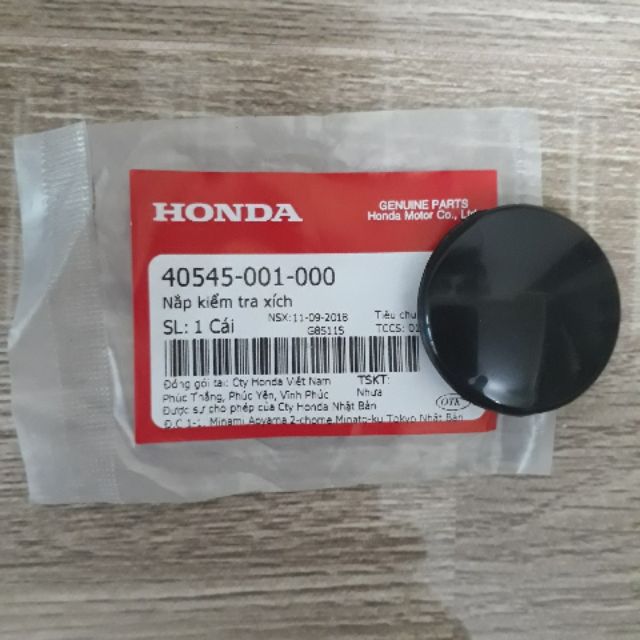 HONDA
GENUINE PARTS
Honda Motor Co., Ltd
40545-001-000
Nắp kiểm tra xích
NSX:11-09-2018 Tiêu
SL: 1 Cái G85115 TCCS:
Đóng gói tại: Cty Honda Việt Nam TSKT:
Phúc Thắng, Phúc Yên, Vĩnh Phúc Nhựa
Được sự cho phép của Cty Honda Nhật Bản OTK
Đ.C 1-1, Minami Aoyama 2-chome, Minato-ku Tokyo Nhật Bản